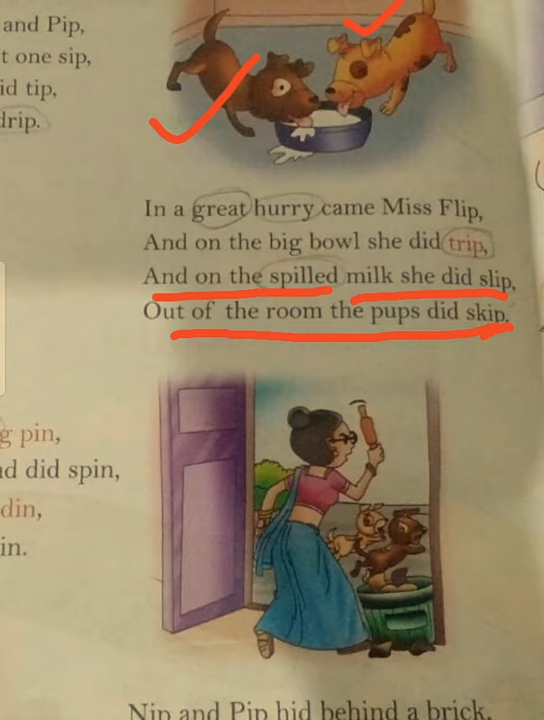 and Pip,
one sip,
tip,
drip.
In a great hurry came Miss Flip,
And on the big bowl she did trip,
And on the spilled milk she did slip,
Out of the room the pups did skip.
pin,
did spin,
din,
in.
Nip and Pip hid behind a brick,